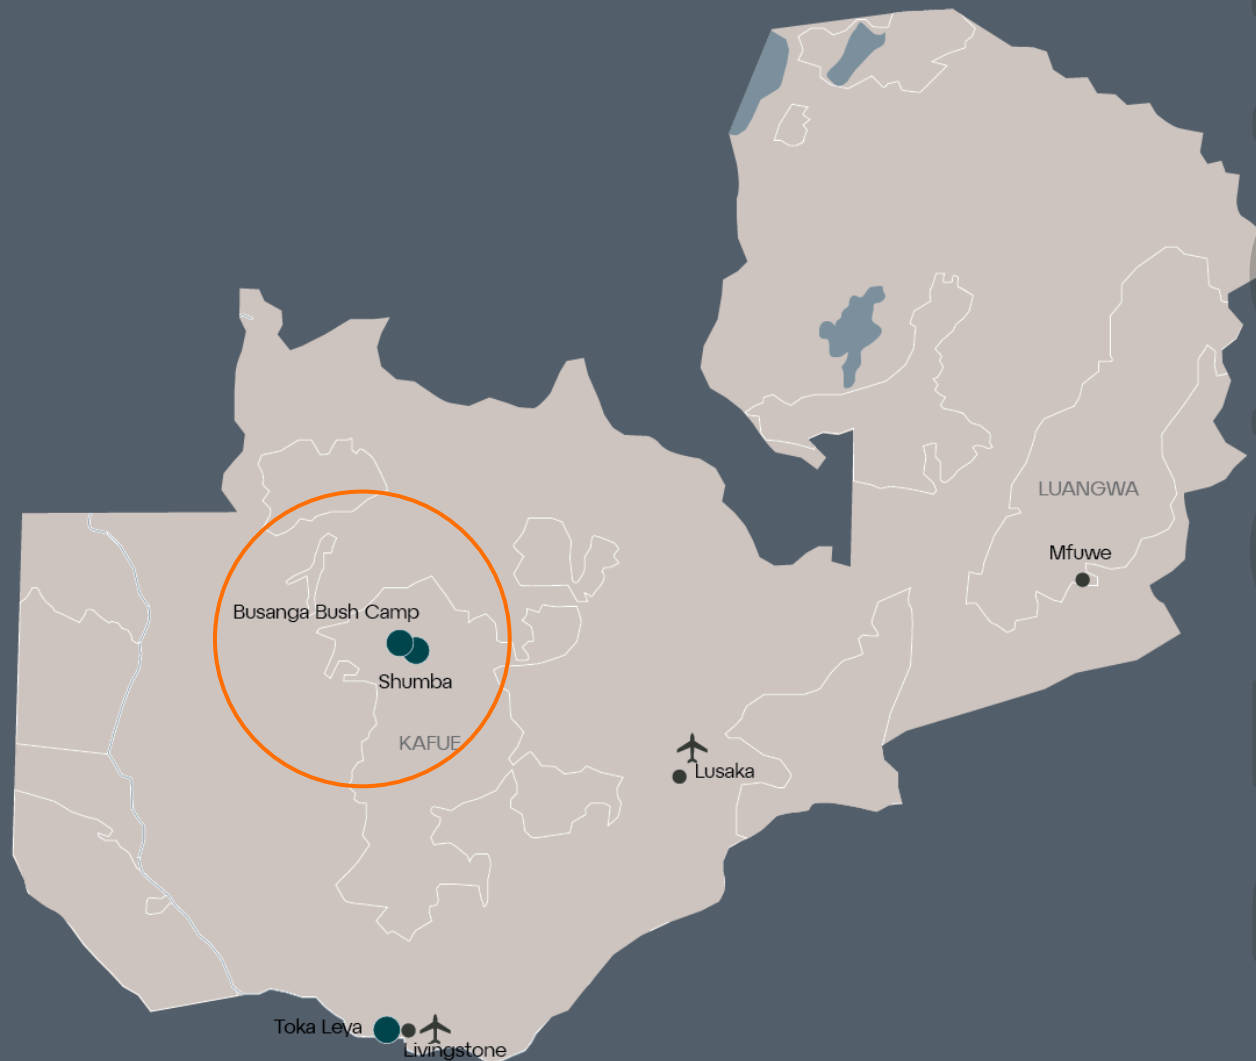 LUANGWA
Mfuwe
Busanga Bush Camp
Shumba
KAFUE
Lusaka
Toka Leya
Livingstone